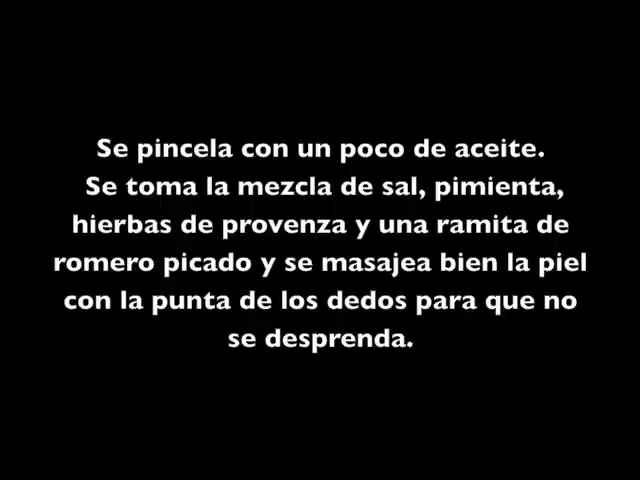 Se pincela con un poco de aceite.
Se toma la mezcla de sal, pimienta,
hierbas de provenza y una ramita de
romero picado y se masajea bien la piel
con la punta de los dedos para que no
se desprenda.